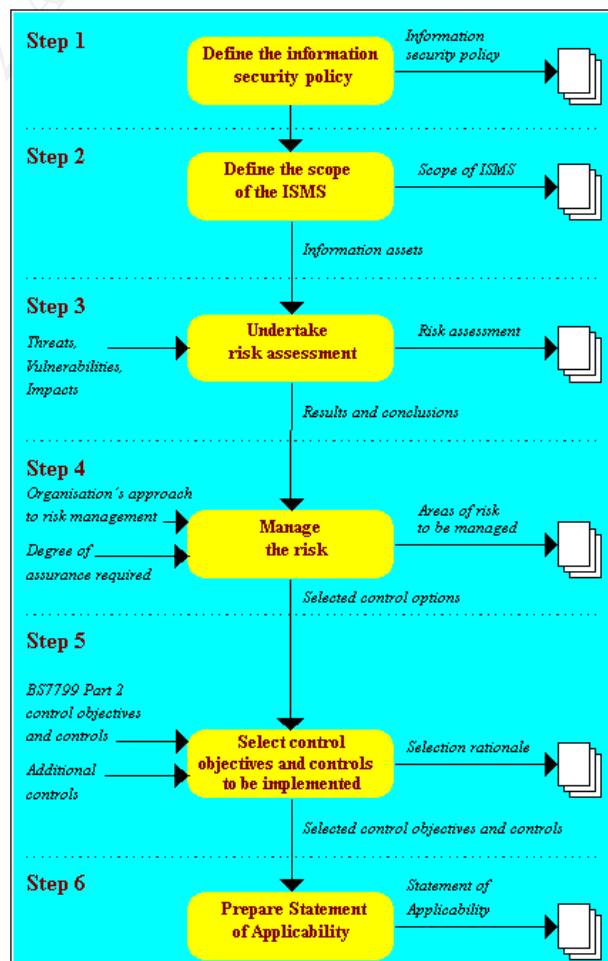 Step 1
Define the information
security policy
Information
security policy
Step 2
Define the scope
of the ISMS
Scope of ISMS
Information assets
Step 3
Threats,
Vulnerabilities,
Impacts
Undertake
risk assessment
Risk assessment
Results and conclusions
Step 4
Organisation´s approach
to risk management
Degree of
assurance required
Manage
the risk
Areas of risk
to be managed
Selected control options
Step 5
BS7799 Part 2
control objectives
and controls
Additional
controls
Select control
objectives and controls
to be implemented
Selection rationale
Selected control objectives and controls
Step 6
Prepare Statement
of Applicability
Statement of
Applicability